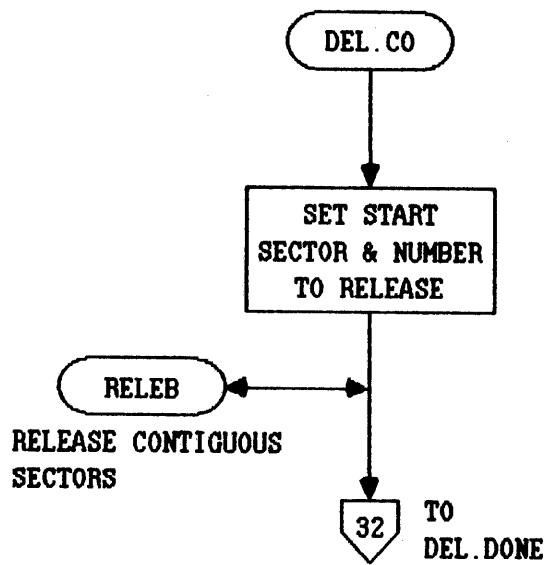 DEL.CO
SET START
SECTOR & NUMBER
TO RELEASE
RELEB
RELEASE CONTIGUOUS
SECTORS
32
TO
DEL.DONE